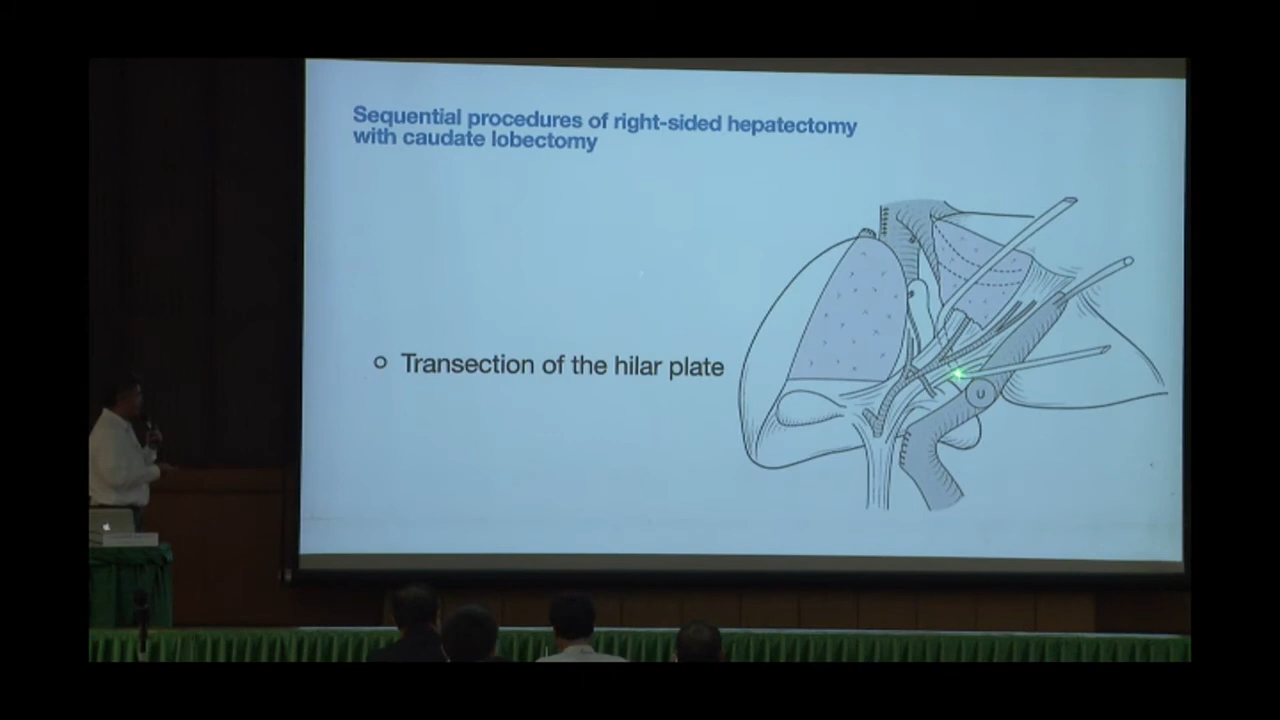 Sequential procedures of right-sided hepatectomy
with caudate lobectomy
Transection of the hilar plate
U